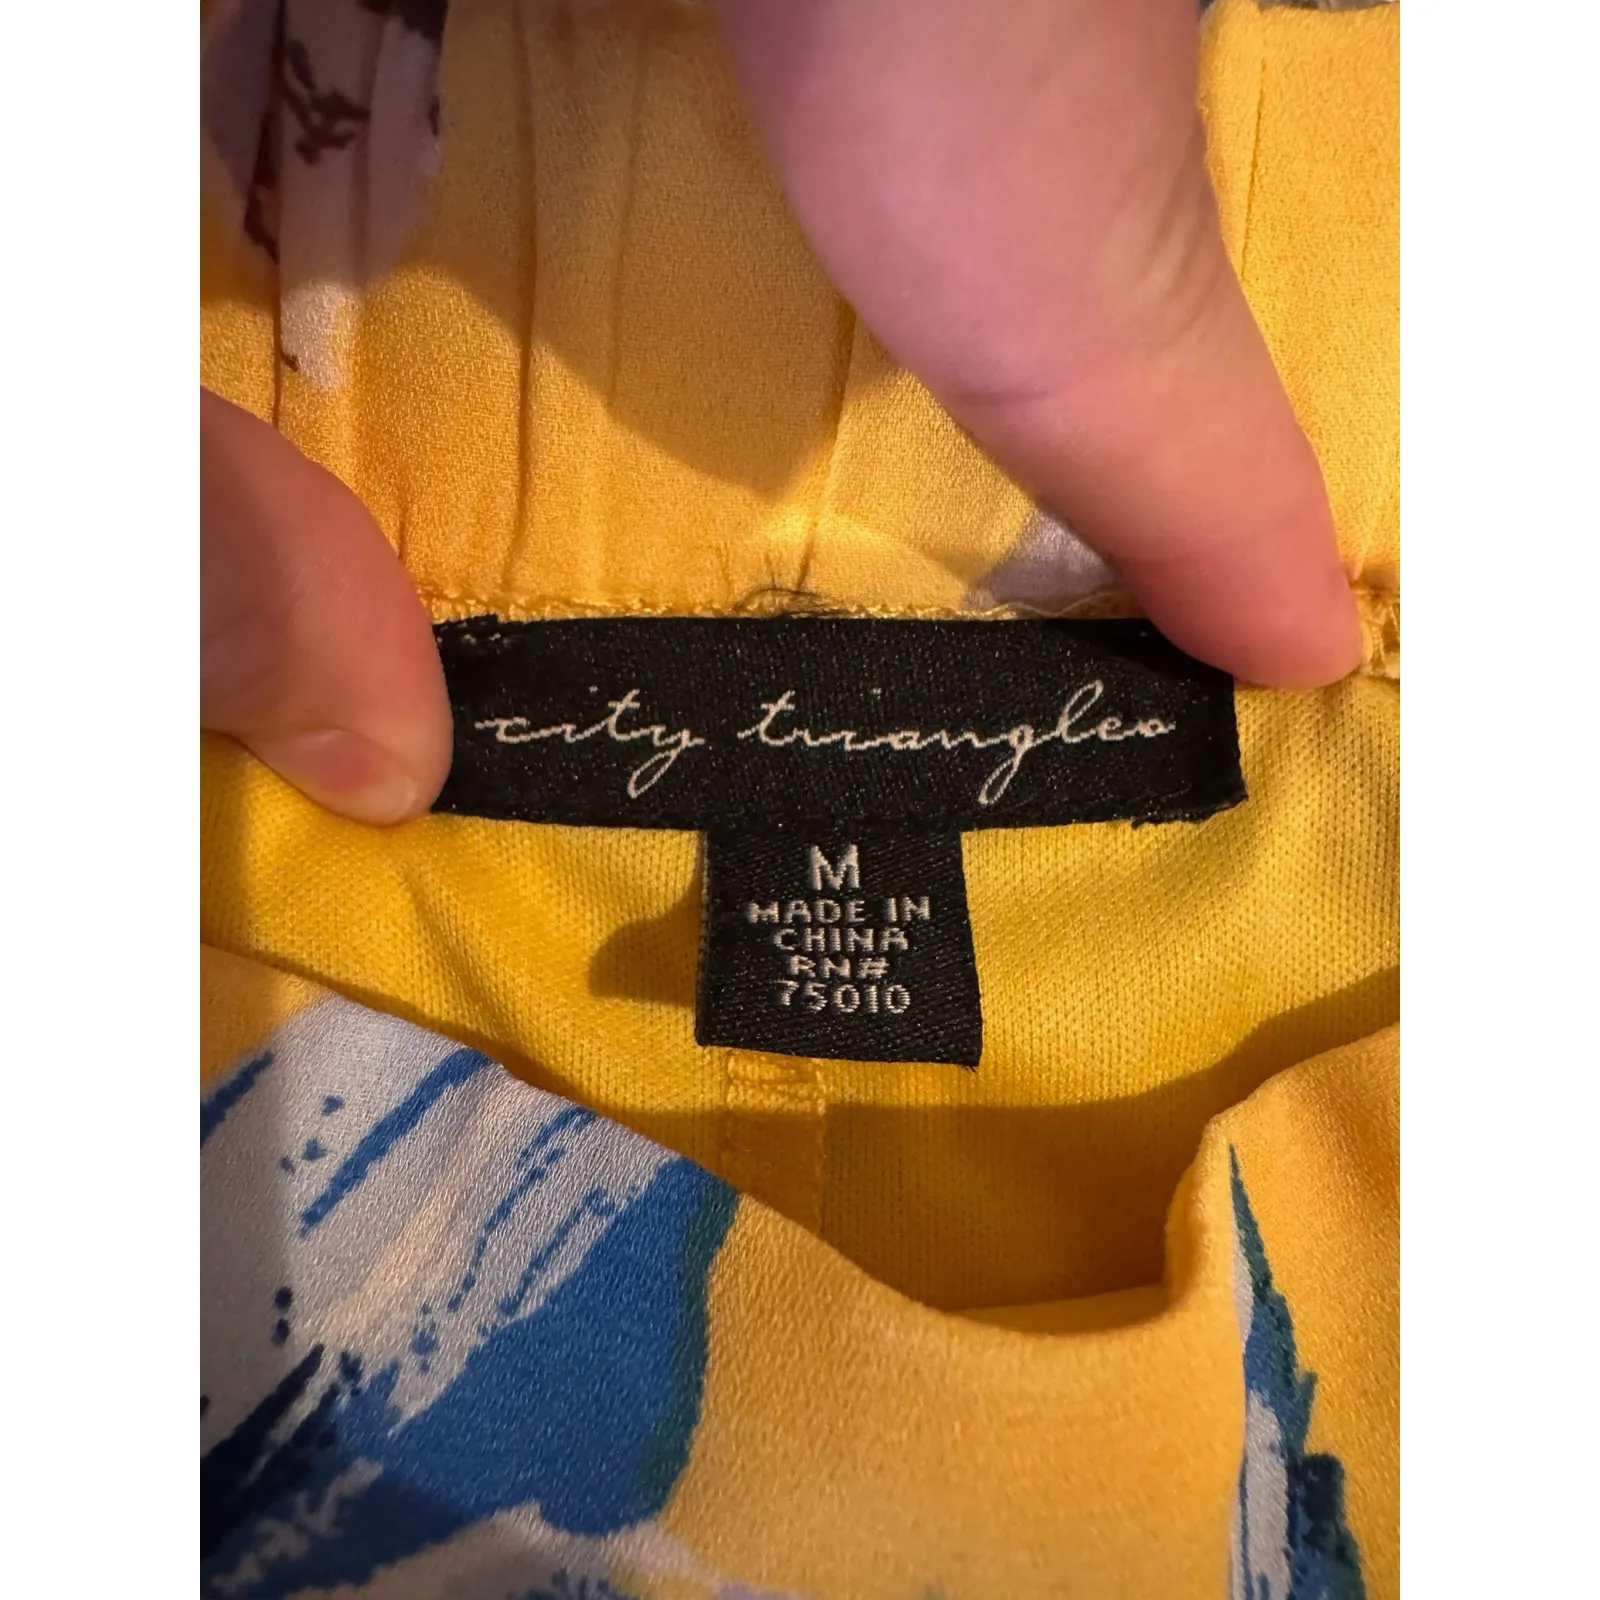 city triangles
M
MADE IN
CHINA
RN#
75010